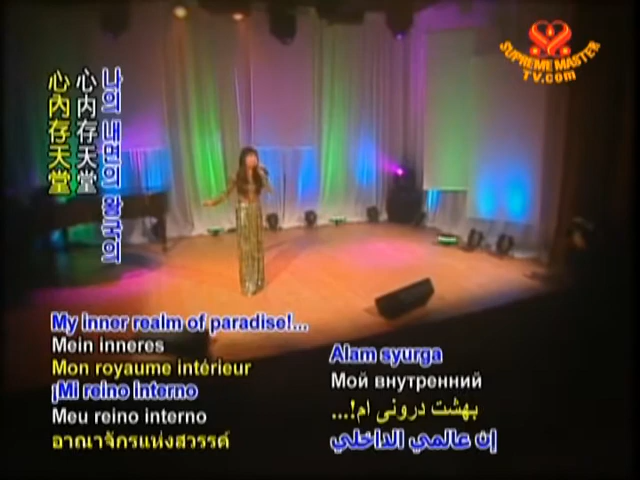 SUPREME MASTER
TV.com
心內存天堂
心内存天堂
나의 내면의 향국의
My inner realm of paradise!...
Mein inneres
Mon royaume intérieur
¡Mi reino interno
Meu reino interno
อาณาจักรแห่งสวรรค์
Alam syurga
Мой внутренний
بهشت درونی ام!...
إن عالمي الداخلي